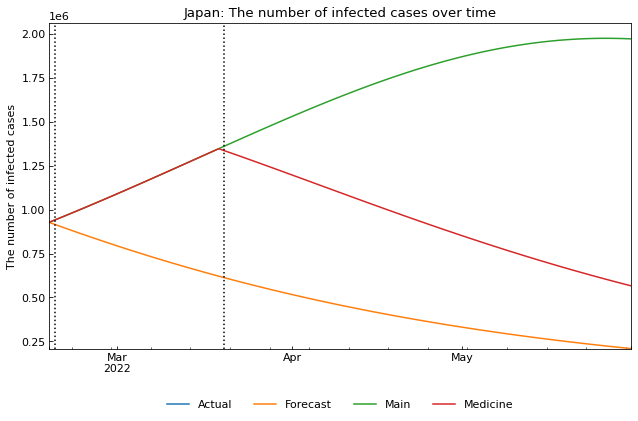 Japan: The number of infected cases over time
1e6
2.00
1.75
1.50
1.25
1.00
0.75
0.50
0.25
The number of infected cases
Mar
2022
Apr
May
Actual
Forecast
Main
Medicine